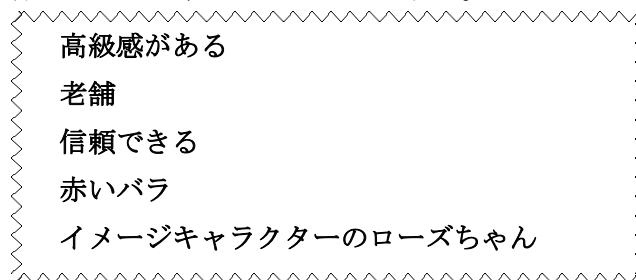 高級感がある
老舗
信頼できる
赤いバラ
イメージキャラクターのローズちゃん